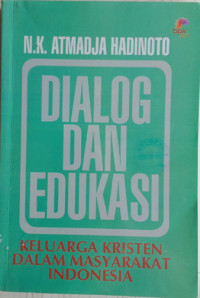 N.K. ATMADJA HADINOTO
DIALOG
DAN
EDUKASI
KELUARGA KRISTEN
DALAM MASYARAKAT
INDONESIA